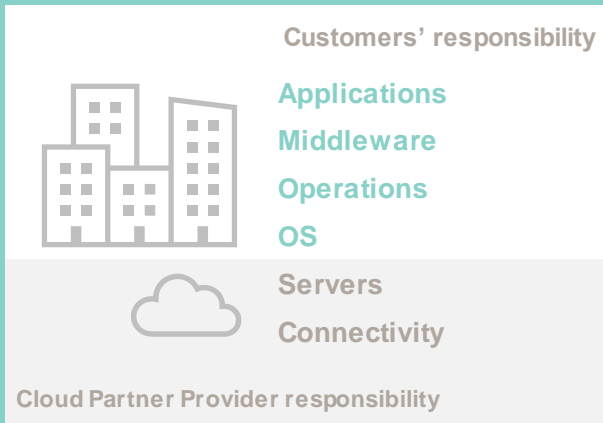 Customers’ responsibility
Applications
Middleware
Operations
OS
Servers
Connectivity
Cloud Partner Provider responsibility